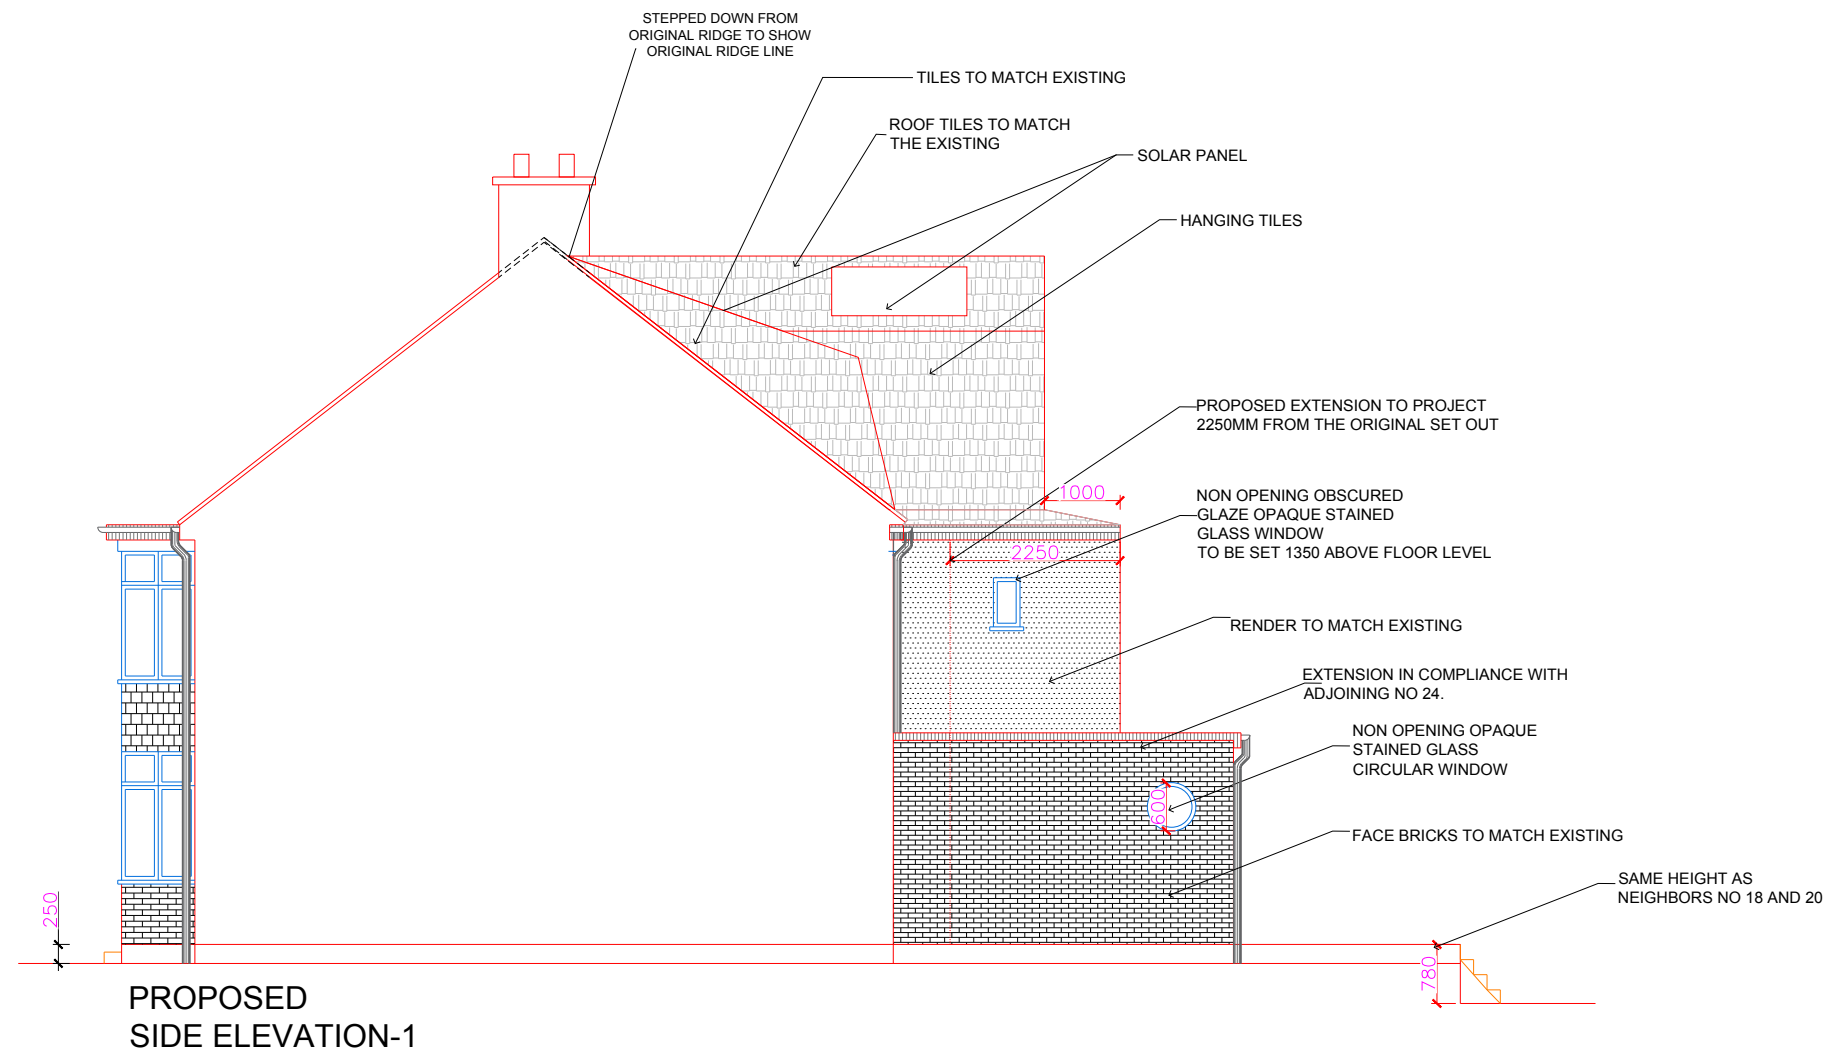 STEPPED DOWN FROM
ORIGINAL RIDGE TO SHOW
ORIGINAL RIDGE LINE
TILES TO MATCH EXISTING
ROOF TILES TO MATCH
THE EXISTING
SOLAR PANEL
HANGING TILES
PROPOSED EXTENSION TO PROJECT
2250MM FROM THE ORIGINAL SET OUT
1000
NON OPENING OBSCURED
GLAZE OPAQUE STAINED
GLASS WINDOW
TO BE SET 1350 ABOVE FLOOR LEVEL
2250
RENDER TO MATCH EXISTING
EXTENSION IN COMPLIANCE WITH
ADJOINING NO 24.
NON OPENING OPAQUE
STAINED GLASS
CIRCULAR WINDOW
600
FACE BRICKS TO MATCH EXISTING
SAME HEIGHT AS
NEIGHBORS NO 18 AND 20
250
780
PROPOSED
SIDE ELEVATION-1